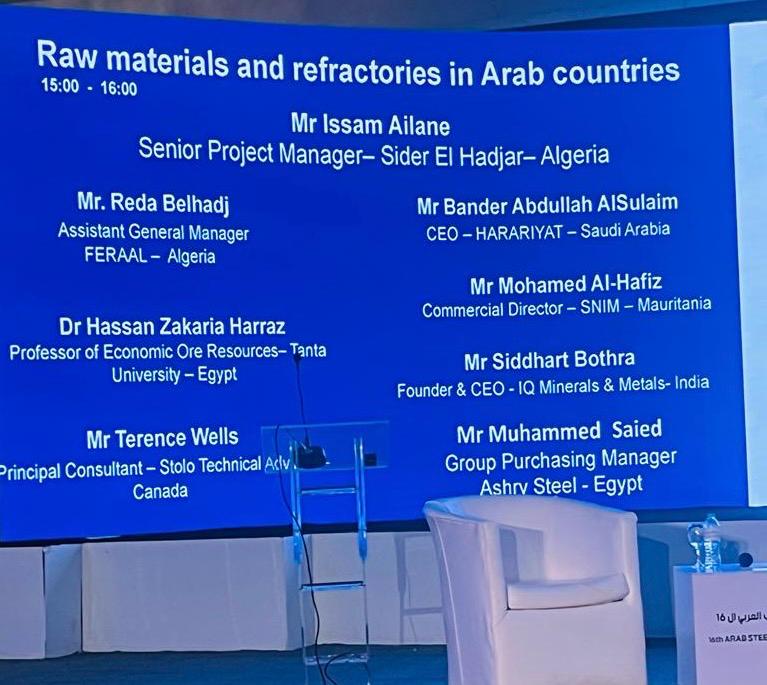 Raw materials and refractories in Arab countries
15:00 - 16:00
Mr Issam Ailane
Senior Project Manager– Sider El Hadjar– Algeria
Mr. Reda Belhadj
Assistant General Manager
FERAAL – Algeria
Dr Hassan Zakaria Harraz
Professor of Economic Ore Resources– Tanta
University – Egypt
Mr Terence Wells
Principal Consultant – Stolo Technical Adv
Canada
Mr Bander Abdullah AlSulaim
CEO – HARARIYAT – Saudi Arabia
Mr Mohamed Al-Hafiz
Commercial Director – SNIM – Mauritania
Mr Siddhart Bothra
Founder & CEO - IQ Minerals & Metals- India
Mr Muhammed Saied
Group Purchasing Manager
Ashry Steel - Egypt
العربي ال 16
16th ARAB STEE